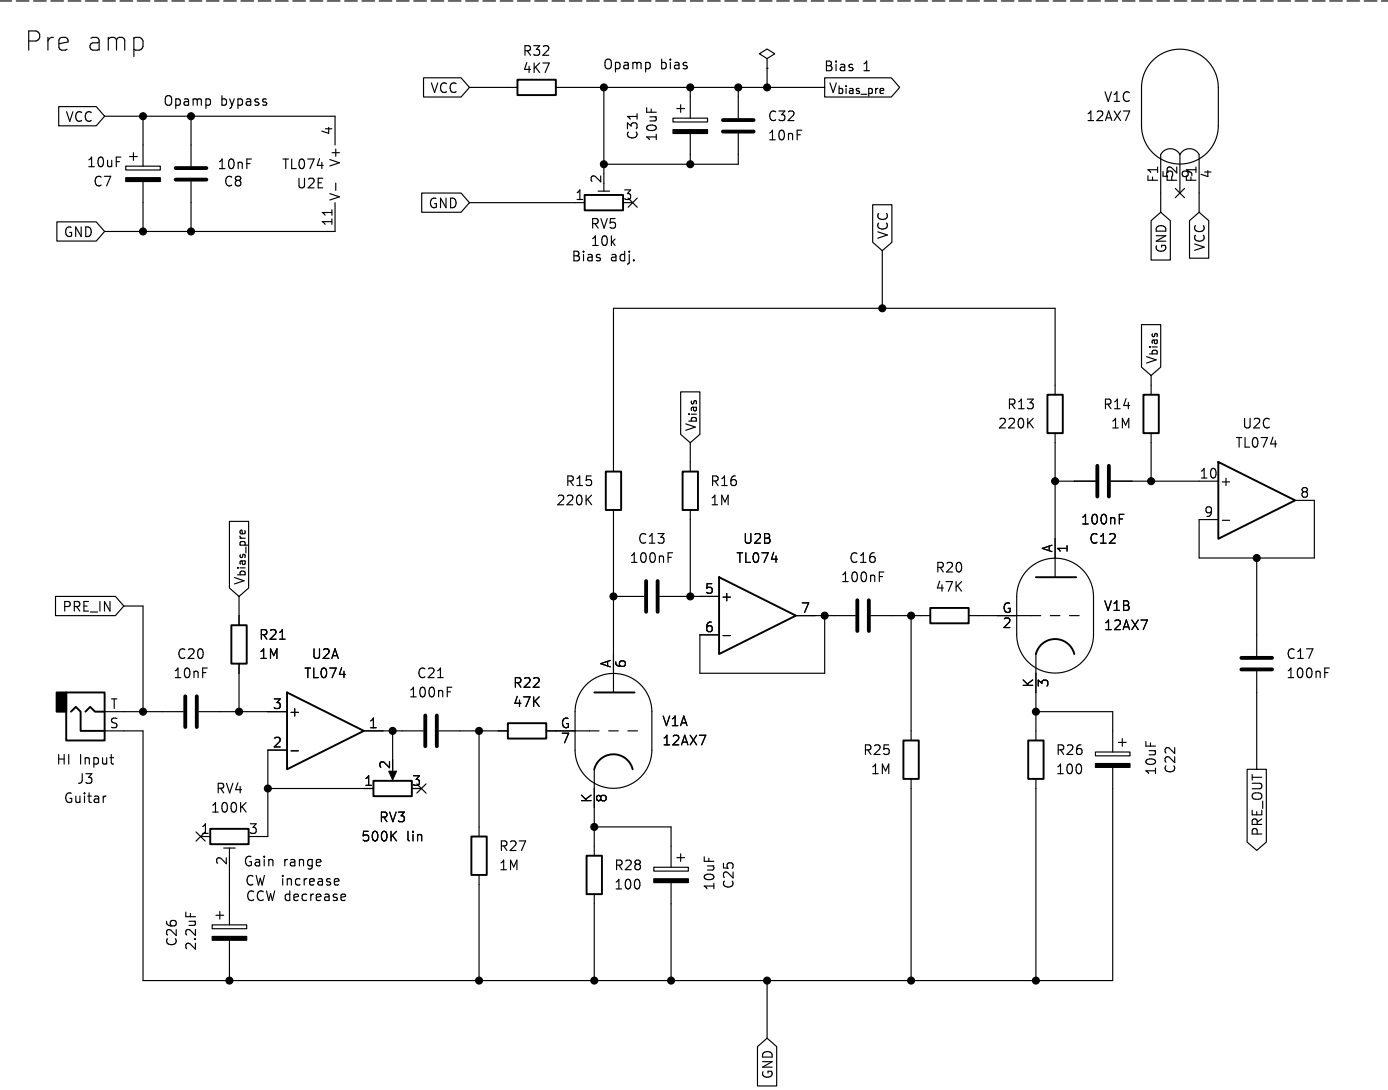 Pre amp
VCC
Opamp bypass
4
V+
10uF
+
C7
10nF
C8
TL074
U2E
V-
11
GND
R32
4K7
Opamp bias
VCC
Bias 1
Vbias_pre
C31
10uF
+
C32
10nF
GND
1
2
3
RV5
10k
Bias adj.
V1C
12AX7
F1
5
F2
9
F1
4
GND
VCC
VCC
Vbias
R13
220K
R14
1M
U2C
TL074
10
+
9
-
8
100nF
C12
Vbias
R15
220K
R16
1M
C13
100nF
U2B
TL074
5
+
6
-
7
C16
100nF
R20
47K
A
1
G
2
K
3
V1B
12AX7
C17
100nF
PRE_OUT
Vbias_pre
PRE_IN
R21
1M
C20
10nF
T
S
HI Input
J3
Guitar
U2A
TL074
3
+
2
-
1
C21
100nF
R22
47K
A
6
G
7
K
8
V1A
12AX7
RV4
100K
1
3
2
1
2
3
RV3
500K lin
Gain range
CW increase
CCW decrease
C26
2.2uF
+
R27
1M
R28
100
+
10uF
C25
R25
1M
R26
100
+
10uF
C22
GND